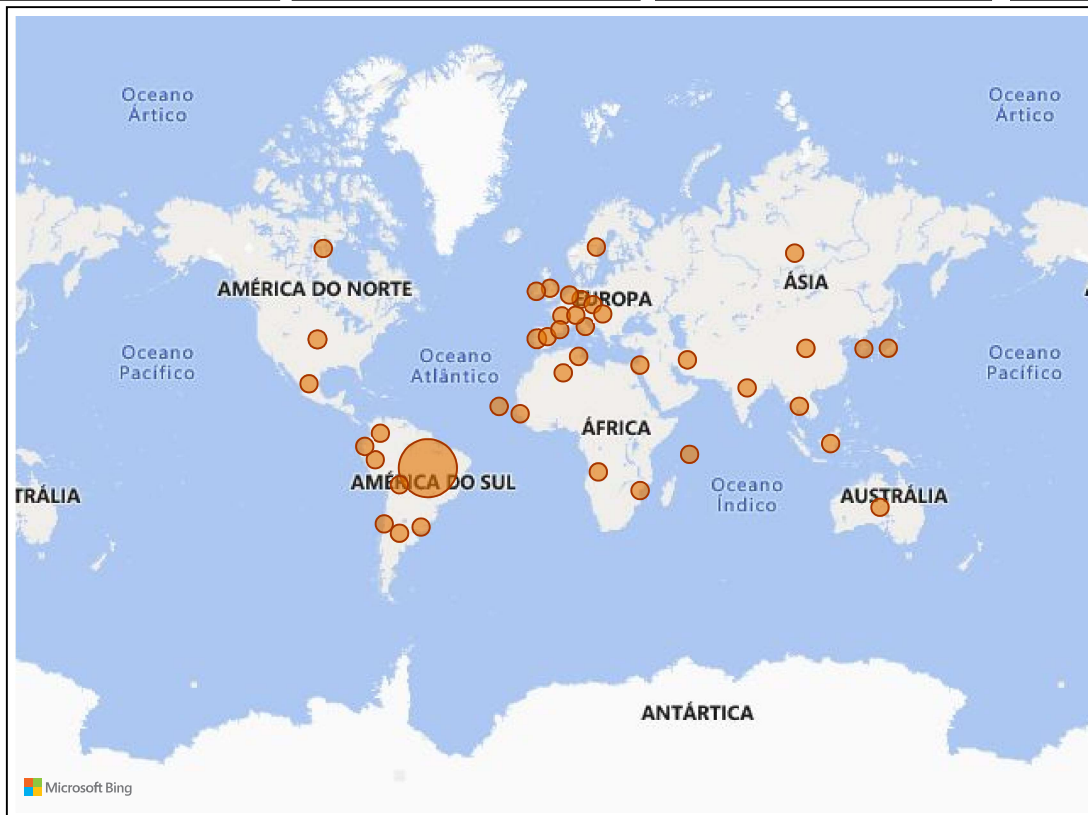 Oceano
Ártico
Oceano
Ártico
AMÉRICA DO NORTE
EUROPA
ÁSIA
Oceano
Pacífico
Oceano
Atlântico
Oceano
Pacífico
ÁFRICA
AMÉRICA DO SUL
TRÁLIA
Oceano
Índico
AUSTRÁLIA
ANTÁRTICA
Microsoft Bing